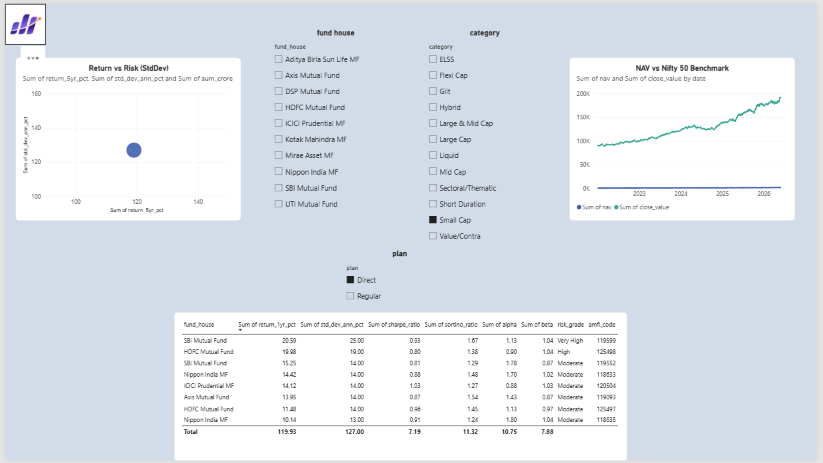 fund house
category
fund_house
Aditya Birla Sun Life MF
Axis Mutual Fund
DSP Mutual Fund
HDFC Mutual Fund
ICICI Prudential MF
Kotak Mahindra MF
Mirae Asset MF
Nippon India MF
SBI Mutual Fund
UTI Mutual Fund
category
ELSS
Flexi Cap
Gilt
Hybrid
Large & Mid Cap
Large Cap
Liquid
Mid Cap
Sectoral/Thematic
Short Duration
Small Cap
Value/Contra
Return vs Risk (StdDev)
Sum of return_5yr_pct, Sum of std_dev_ann_pct and Sum of aum_crore
Sum of std_dev_ann_pct
160
140
120
100
100 120 140
Sum of return_5yr_pct
NAV vs Nifty 50 Benchmark
Sum of nav and Sum of close_value by date
200K
150K
100K
50K
0K
2023 2024 2025 2026
Sum of nav Sum of close_value
plan
plan
Direct
Regular
fund_house Sum of return_1yr_pct Sum of std_dev_ann_pct Sum of sharpe_ratio Sum of sortino_ratio Sum of alpha Sum of beta risk_grade amfi_code
SBI Mutual Fund 20.59 25.00 0.93 1.67 1.13 1.04 Very High 119599
HDFC Mutual Fund 19.98 19.00 0.80 1.38 0.90 1.04 High 125498
SBI Mutual Fund 15.25 14.00 0.81 1.29 1.78 0.87 Moderate 119552
Nippon India MF 14.42 14.00 0.88 1.48 1.70 1.02 Moderate 118633
ICICI Prudential MF 14.12 14.00 1.03 1.27 0.88 1.03 Moderate 120504
Axis Mutual Fund 13.95 14.00 0.87 1.54 1.43 0.87 Moderate 119093
HDFC Mutual Fund 11.48 14.00 0.96 1.45 1.13 0.97 Moderate 125497
Nippon India MF 10.14 13.00 0.91 1.24 1.80 1.04 Moderate 118635
Total 119.93 127.00 7.19 11.32 10.75 7.88